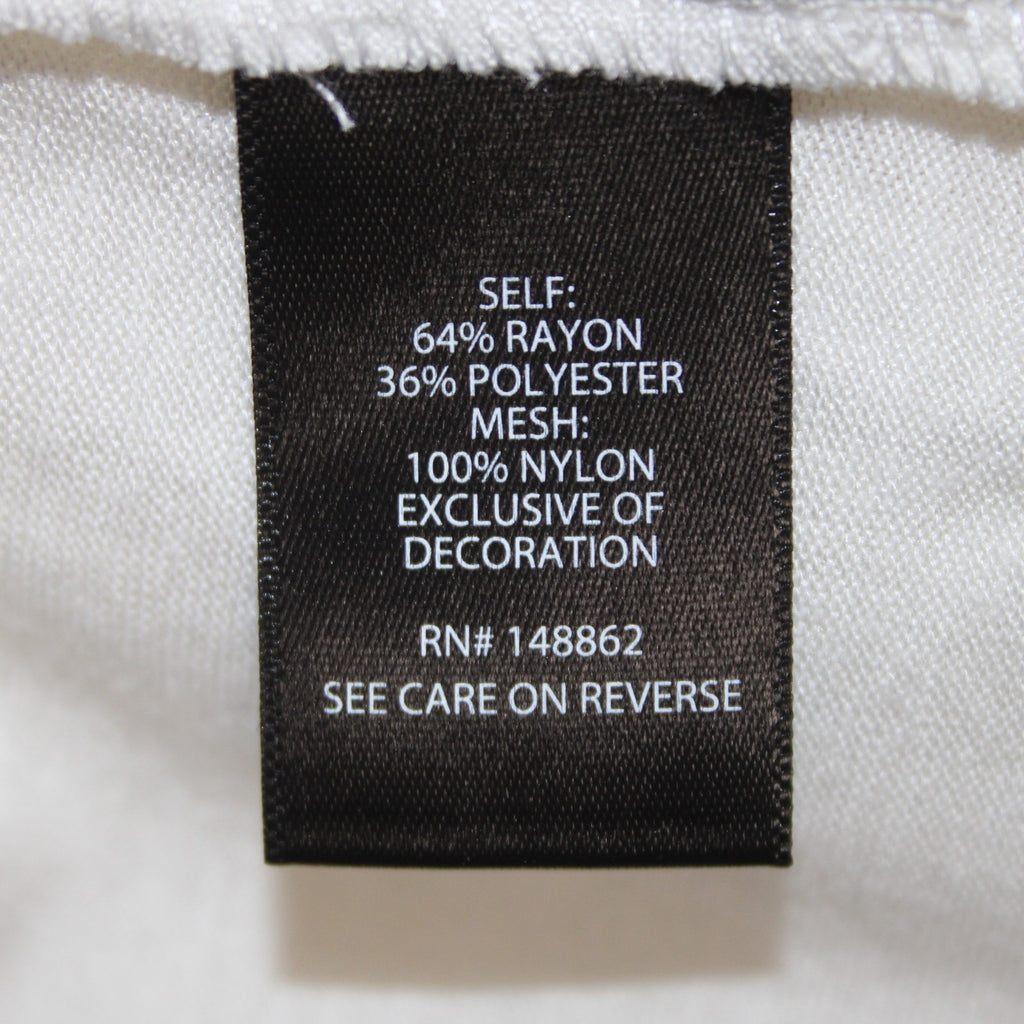 SELF:
64% RAYON
36% POLYESTER
MESH:
100% NYLON
EXCLUSIVE OF
DECORATION
RN# 148862
SEE CARE ON REVERSE